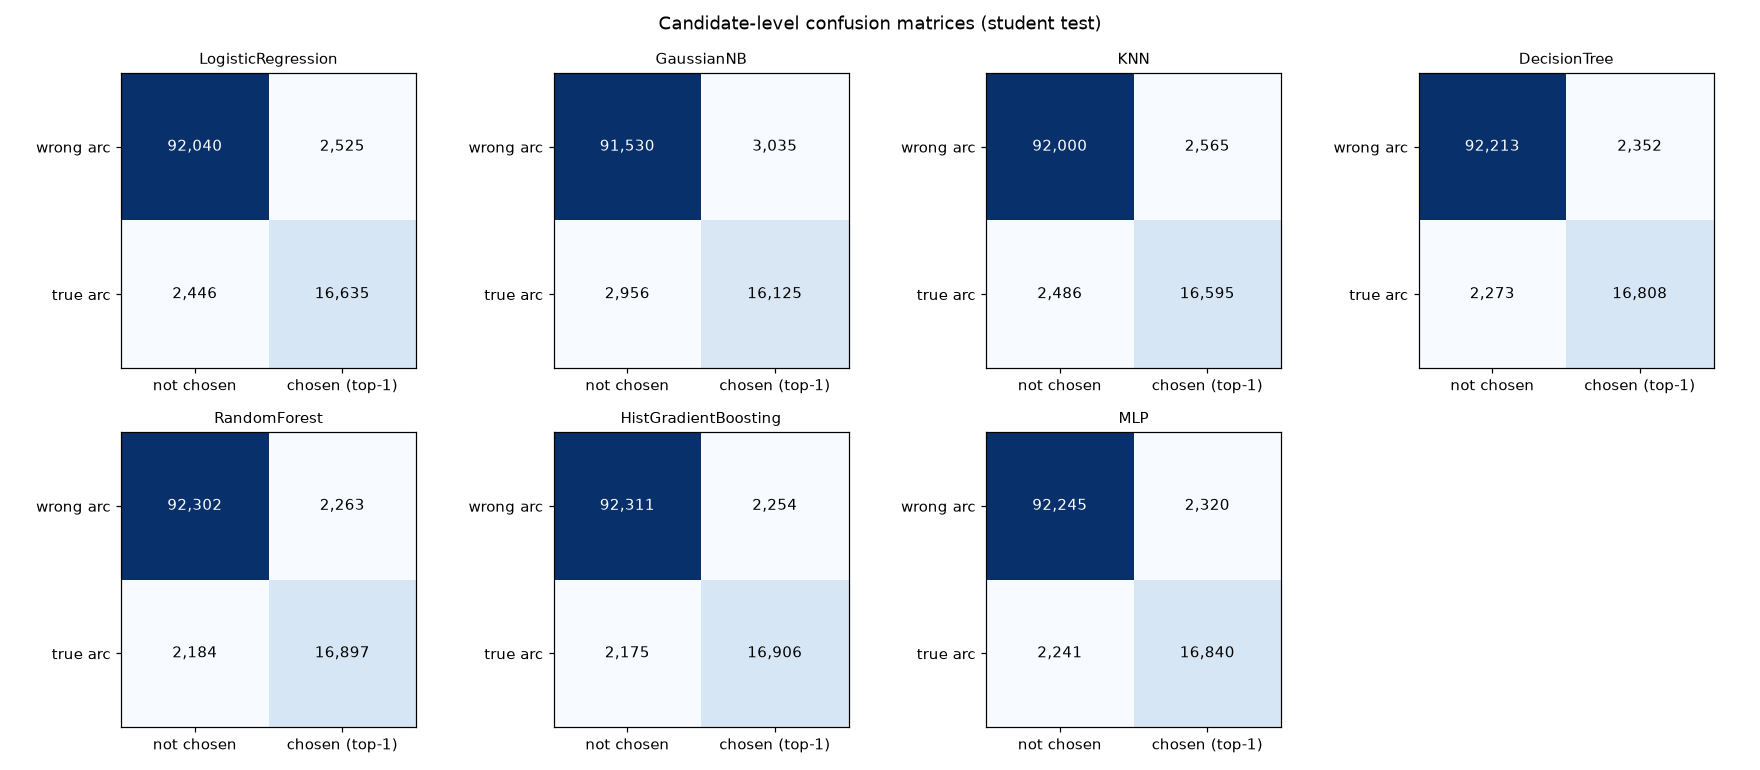 Candidate-level confusion matrices (student test)
LogisticRegression
wrong arc
92,040
2,525
true arc
2,446
16,635
not chosen
chosen (top-1)
GaussianNB
wrong arc
91,530
3,035
true arc
2,956
16,125
not chosen
chosen (top-1)
KNN
wrong arc
92,000
2,565
true arc
2,486
16,595
not chosen
chosen (top-1)
DecisionTree
wrong arc
92,213
2,352
true arc
2,273
16,808
not chosen
chosen (top-1)
RandomForest
wrong arc
92,302
2,263
true arc
2,184
16,897
not chosen
chosen (top-1)
HistGradientBoosting
wrong arc
92,311
2,254
true arc
2,175
16,906
not chosen
chosen (top-1)
MLP
wrong arc
92,245
2,320
true arc
2,241
16,840
not chosen
chosen (top-1)